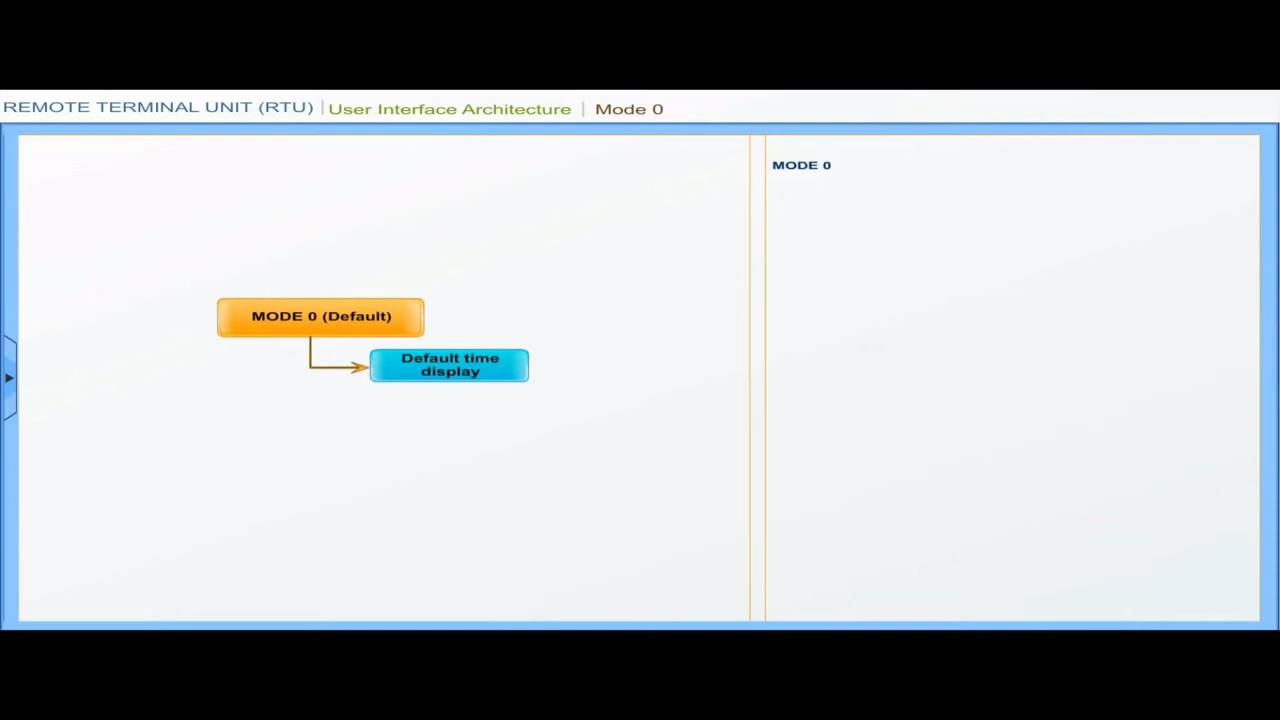 REMOTE TERMINAL UNIT (RTU) | User Interface Architecture | Mode 0
MODE 0
MODE 0 (Default)
Default time
display